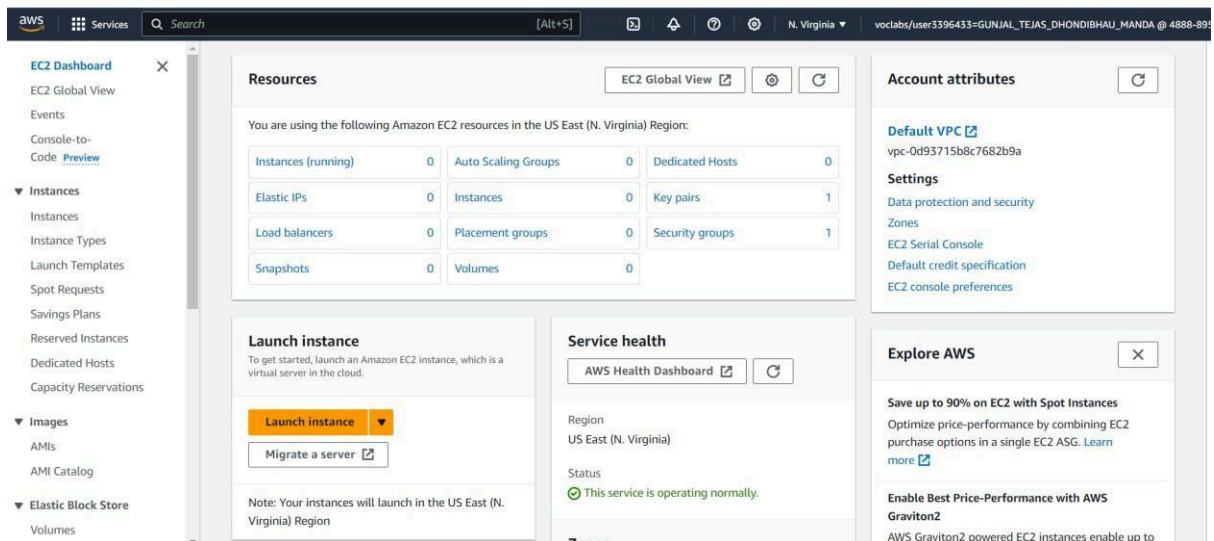 aws
Services
Search
[Alt+S]
N. Virginia
voclabs/user3396433=GUNJAL_TEJAS_DHONDIBHAU_MANDA @ 4888-895
EC2 Dashboard
EC2 Global View
Events
Console-to-
Code Preview
Instances
Instances
Instance Types
Launch Templates
Spot Requests
Savings Plans
Reserved Instances
Dedicated Hosts
Capacity Reservations
Images
AMIs
AMI Catalog
Elastic Block Store
Volumes
Resources
EC2 Global View
You are using the following Amazon EC2 resources in the US East (N. Virginia) Region:
Instances (running) 0 Auto Scaling Groups 0 Dedicated Hosts 0
Elastic IPs 0 Instances 0 Key pairs 1
Load balancers 0 Placement groups 0 Security groups 1
Snapshots 0 Volumes 0
Launch instance
To get started, launch an Amazon EC2 instance, which is a
virtual server in the cloud.
Launch instance
Migrate a server
Note: Your instances will launch in the US East (N.
Virginia) Region
Service health
AWS Health Dashboard
Region
US East (N. Virginia)
Status
This service is operating normally.
Account attributes
Default VPC
vpc-0d93715b8c7682b9a
Settings
Data protection and security
Zones
EC2 Serial Console
Default credit specification
EC2 console preferences
Explore AWS
Save up to 90% on EC2 with Spot Instances
Optimize price-performance by combining EC2
purchase options in a single EC2 ASG. Learn
more
Enable Best Price-Performance with AWS
Graviton2
AWS Graviton2 powered EC2 instances enable up to